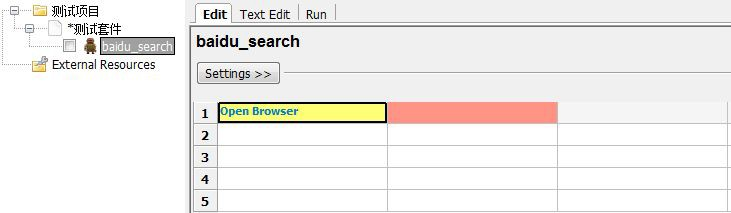 测试项目
*测试套件
baidu_search
External Resources
Edit Text Edit Run
baidu_search
Settings >>
1 Open Browser
2
3
4
5